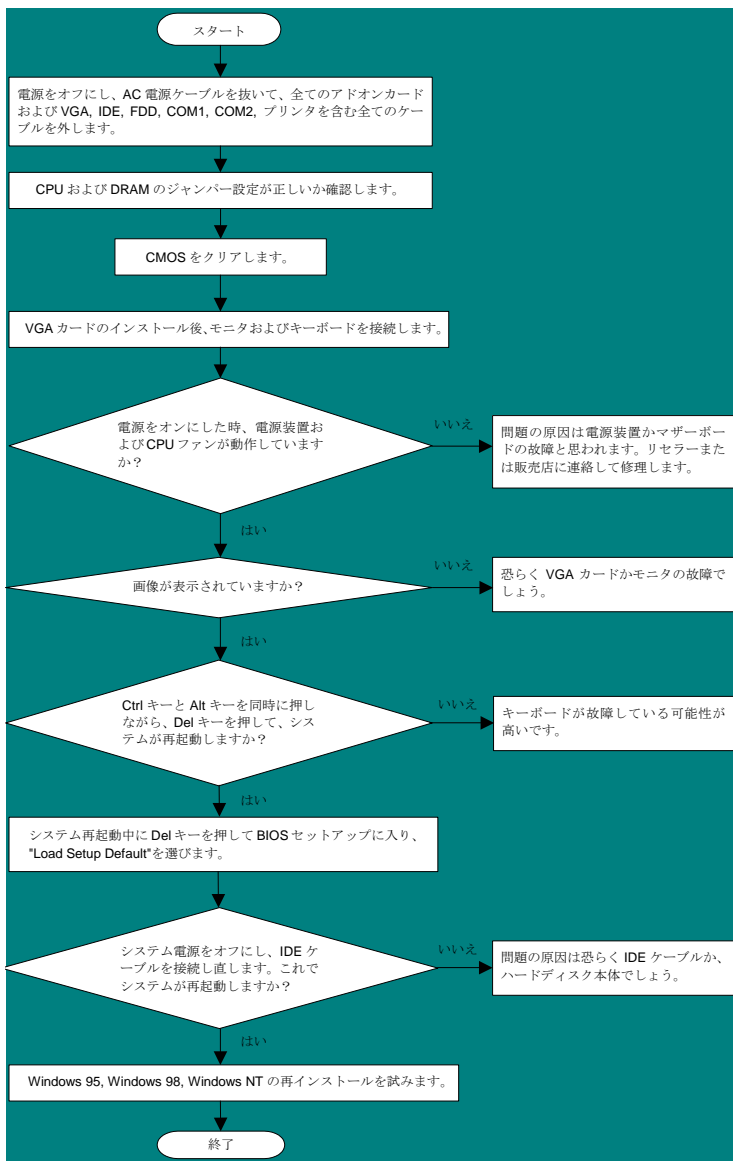 スタート
電源をオフにし、AC 電源ケーブルを抜いて、全てのアドオンカード
および VGA, IDE, FDD, COM1, COM2, プリンタを含む全てのケー
ブルを外します。
CPU および DRAM のジャンパー設定が正しいか確認します。
CMOS をクリアします。
VGA カードのインストール後、モニタおよびキーボードを接続します。
電源をオンにした時、電源装置お
よび CPU ファンが動作しています
か?
いいえ
問題の原因は電源装置かマザーボー
ドの故障と思われます。リセラーまた
は販売店に連絡して修理します。
はい
画像が表示されていますか?
いいえ
恐らく VGA カードかモニタの故障で
しょう。
はい
Ctrl キーと Alt キーを同時に押し
ながら、Del キーを押して、シス
テムが再起動しますか?
いいえ
キーボードが故障している可能性が
高いです。
はい
システム再起動中に Del キーを押して BIOS セットアップに入り、
"Load Setup Default"を選びます。
システム電源をオフにし、IDE ケ
ーブルを接続し直します。これで
システムが再起動しますか?
いいえ
問題の原因は恐らく IDE ケーブルか、
ハードディスク本体でしょう。
はい
Windows 95, Windows 98, Windows NT の再インストールを試みます。
終了